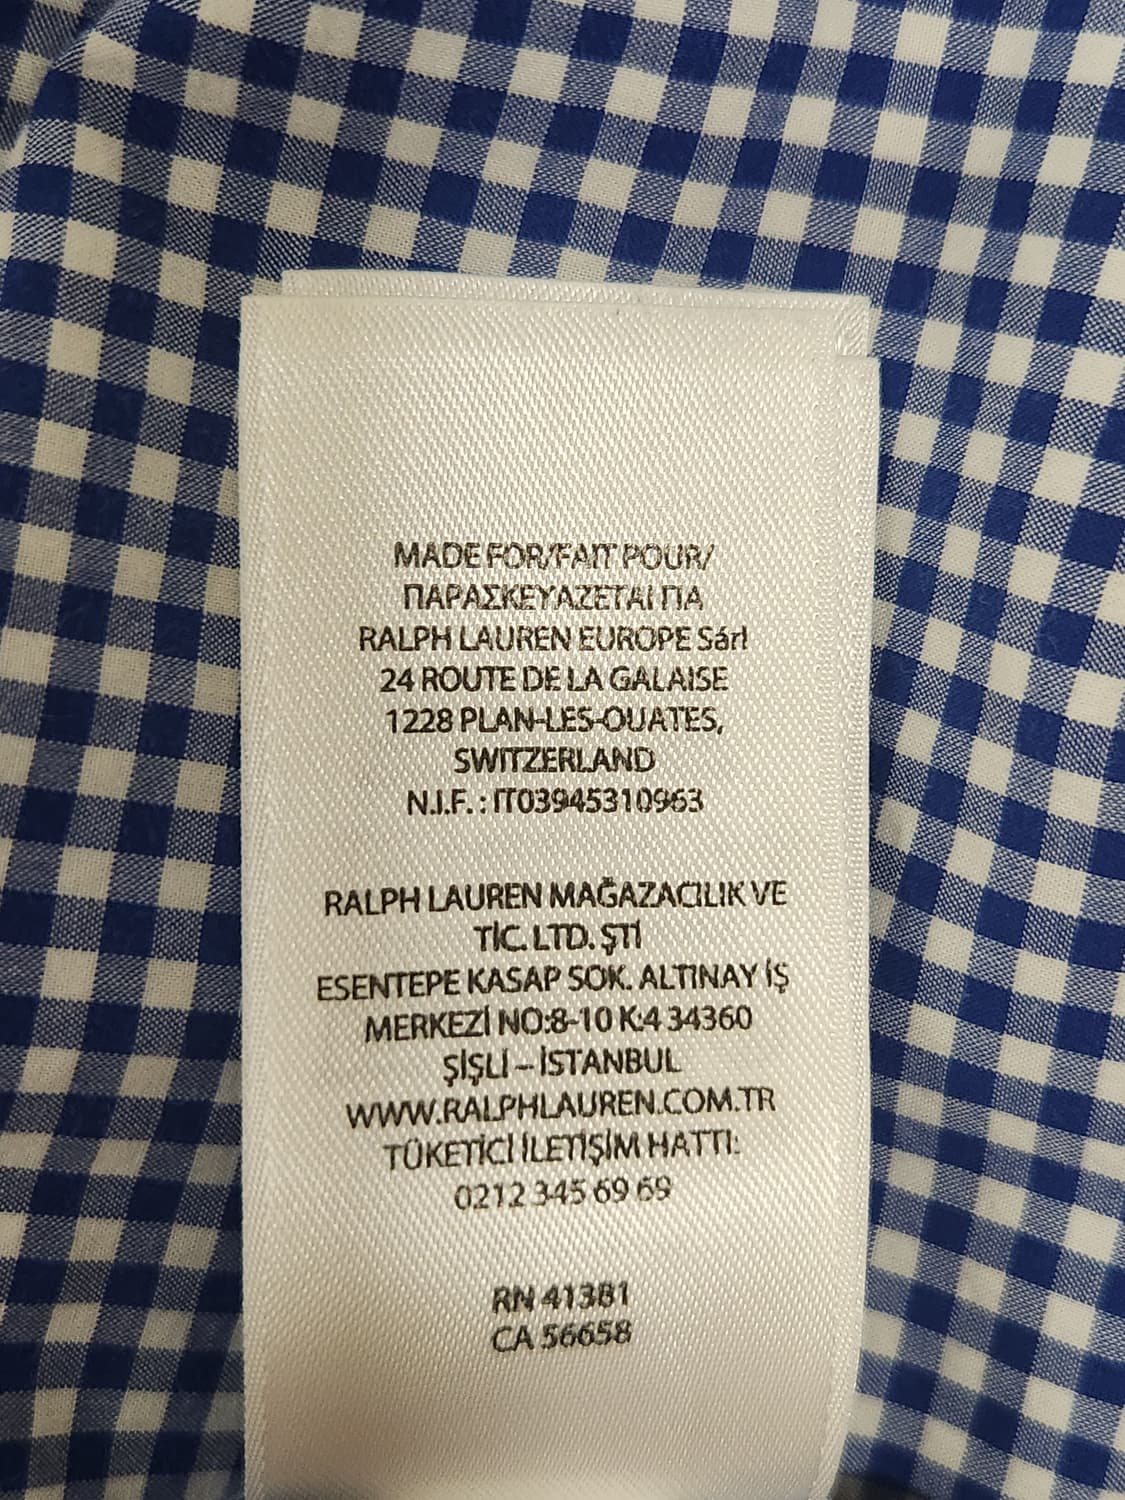 MADE FOR/FAIT POUR/
ΠΑΡΑΣΚΕΥΑΖΕΤΑΙ ΓΙΑ
RALPH LAUREN EUROPE Sárl
24 ROUTE DE LA GALAISE
1228 PLAN-LES-OUATES,
SWITZERLAND
N.I.F. : IT03945310963
RALPH LAUREN MAĞAZACILIK VE
TİC. LTD. ŞTİ
ESENTEPE KASAP SOK. ALTINAY İŞ
MERKEZİ NO:8-10 K:4 34360
ŞİŞLİ – İSTANBUL
WWW.RALPHLAUREN.COM.TR
TÜKETİCİ İLETİŞİM HATTI:
0212 345 69 69
RN 41381
CA 56658